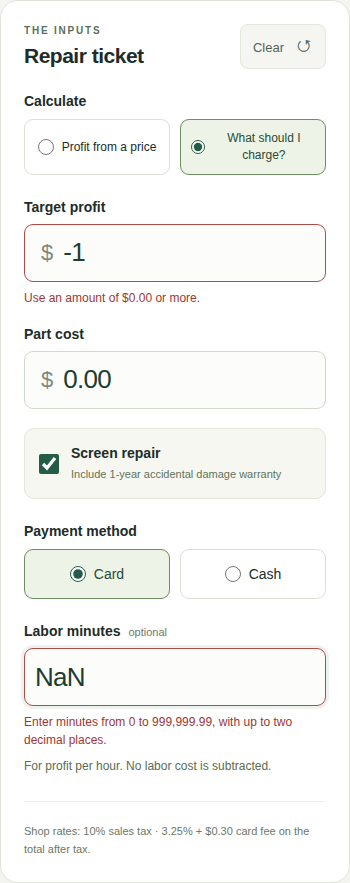 THE INPUTS
Repair ticket
Clear
Calculate
Profit from a price
What should I
charge?
Target profit
$ -1
Use an amount of $0.00 or more.
Part cost
$ 0.00
Screen repair
Include 1-year accidental damage warranty
Payment method
Card
Cash
Labor minutes optional
NaN
Enter minutes from 0 to 999,999.99, with up to two
decimal places.
For profit per hour. No labor cost is subtracted.
Shop rates: 10% sales tax · 3.25% + $0.30 card fee on the
total after tax.